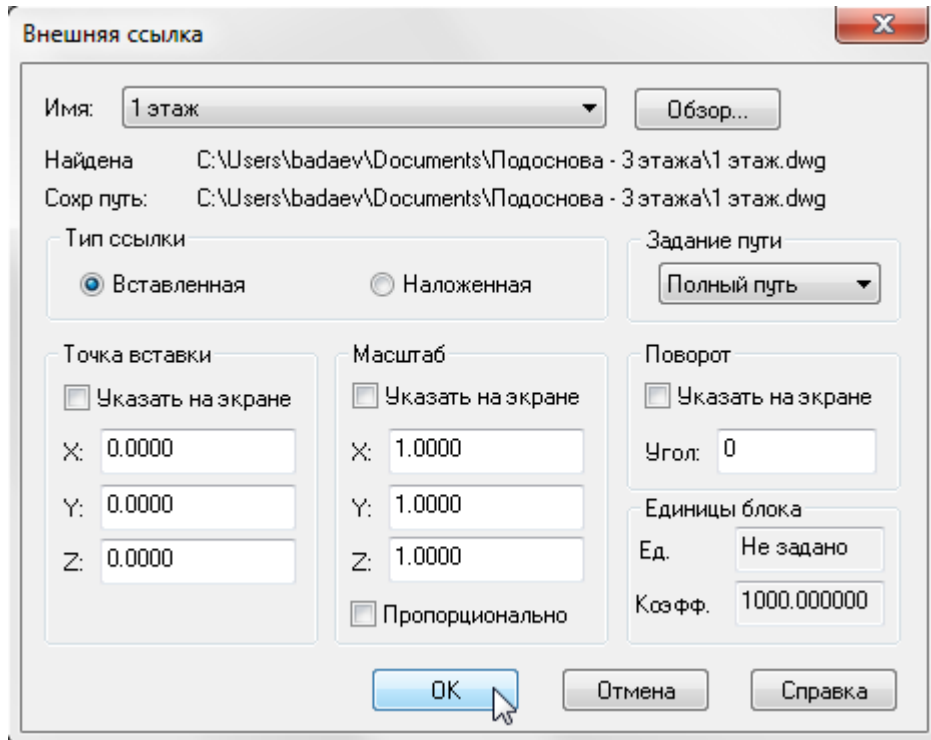 Внешняя ссылка
Имя: 1 этаж Обзор...
Найдена C:\Users\badaev\Documents\Подоснова - 3 этажа\1 этаж.dwg
Сохр путь: C:\Users\badaev\Documents\Подоснова - 3 этажа\1 этаж.dwg
Тип ссылки Задание пути
Вставленная Наложенная Полный путь
Точка вставки Масштаб Поворот
Указать на экране Указать на экране Указать на экране
X: 0.0000 X: 1.0000 Угол: 0
Y: 0.0000 Y: 1.0000 Единицы блока
Z: 0.0000 Z: 1.0000 Ед. Не задано
Пропорционально Коэфф. 1000.000000
OK Отмена Справка